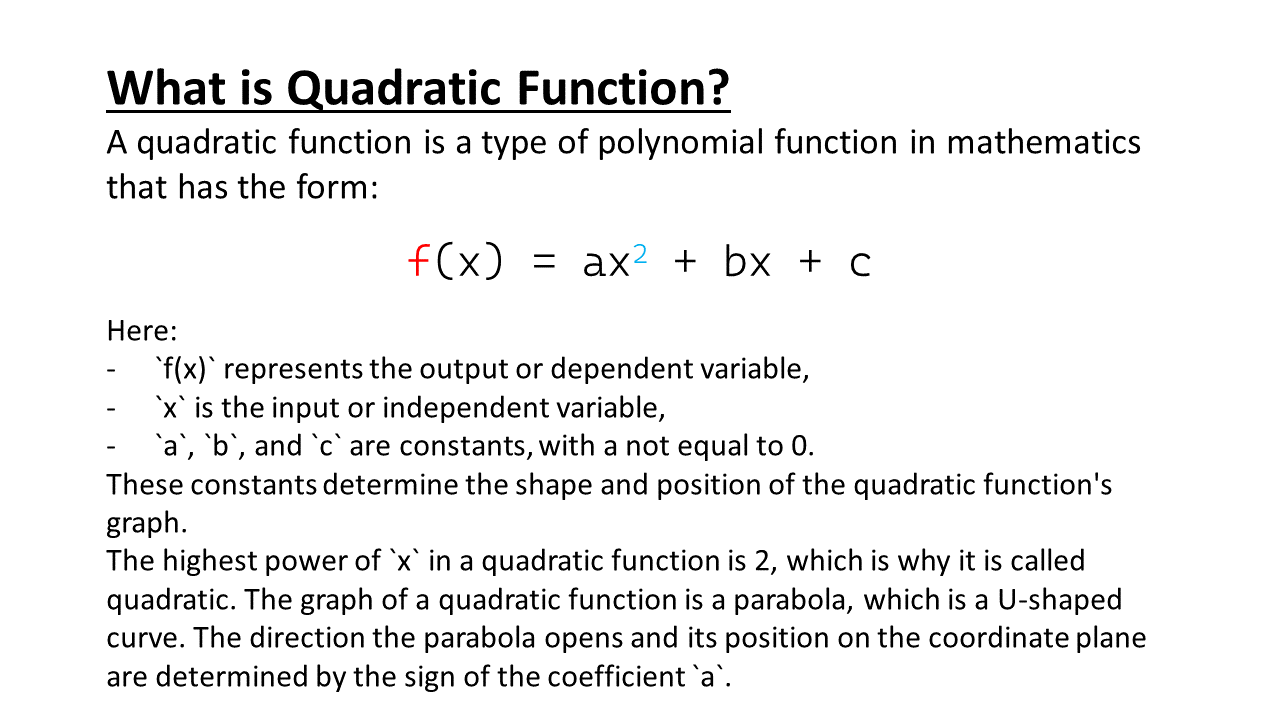 What is Quadratic Function?
A quadratic function is a type of polynomial function in mathematics
that has the form:
f(x) = ax² + bx + c
Here:
- `f(x)` represents the output or dependent variable,
- `x` is the input or independent variable,
- `a`, `b`, and `c` are constants, with a not equal to 0.
These constants determine the shape and position of the quadratic function's
graph.
The highest power of `x` in a quadratic function is 2, which is why it is called
quadratic. The graph of a quadratic function is a parabola, which is a U-shaped
curve. The direction the parabola opens and its position on the coordinate plane
are determined by the sign of the coefficient `a`.